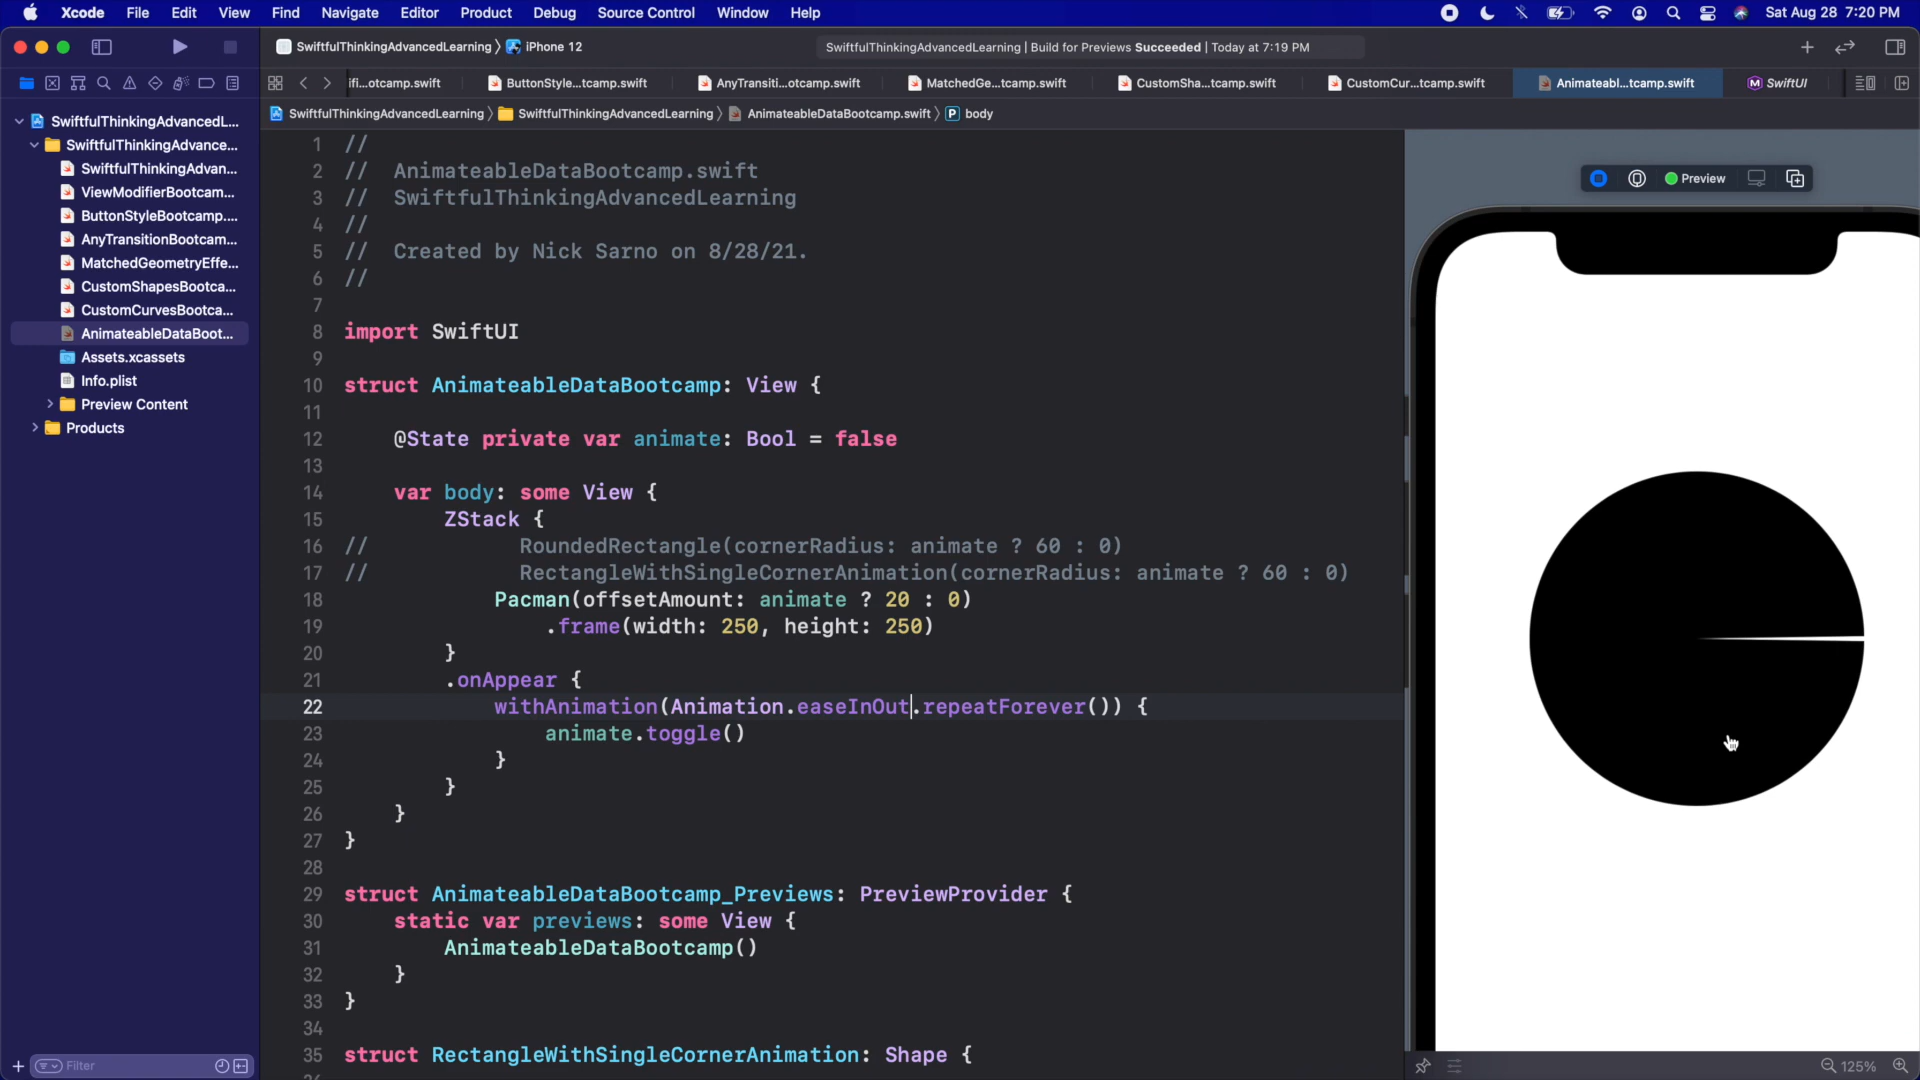 Xcode File Edit View Find Navigate Editor Product Debug Source Control Window Help Sat Aug 28 7:20 PM
SwiftfulThinkingAdvancedLearning iPhone 12 SwiftfulThinkingAdvancedLearning | Build for Previews Succeeded | Today at 7:19 PM
ifi...otcamp.swift ButtonStyle...tcamp.swift AnyTransiti...otcamp.swift MatchedGe...tcamp.swift CustomSha...tcamp.swift CustomCur...tcamp.swift Animateabl...tcamp.swift SwiftUI
SwiftfulThinkingAdvancedLearning SwiftfulThinkingAdvancedLearning AnimateableDataBootcamp.swift P body
SwiftfulThinkingAdvancedL...
SwiftfulThinkingAdvance...
SwiftfulThinkingAdvan...
ViewModifierBootcam...
ButtonStyleBootcamp....
AnyTransitionBootcam...
MatchedGeometryEffe...
CustomShapesBootca...
CustomCurvesBootca...
AnimateableDataBoot...
Assets.xcassets
Info.plist
Preview Content
Products
Filter
1 //
2 // AnimateableDataBootcamp.swift
3 // SwiftfulThinkingAdvancedLearning
4 //
5 // Created by Nick Sarno on 8/28/21.
6 //
7
8 import SwiftUI
9
10 struct AnimateableDataBootcamp: View {
11
12 @State private var animate: Bool = false
13
14 var body: some View {
15 ZStack {
16 // RoundedRectangle(cornerRadius: animate ? 60 : 0)
17 // RectangleWithSingleCornerAnimation(cornerRadius: animate ? 60 : 0)
18 Pacman(offsetAmount: animate ? 20 : 0)
19 .frame(width: 250, height: 250)
20 }
21 .onAppear {
22 withAnimation(Animation.easeInOut.repeatForever()) {
23 animate.toggle()
24 }
25 }
26 }
27 }
28
29 struct AnimateableDataBootcamp_Previews: PreviewProvider {
30 static var previews: some View {
31 AnimateableDataBootcamp()
32 }
33 }
34
35 struct RectangleWithSingleCornerAnimation: Shape {
Preview
125%